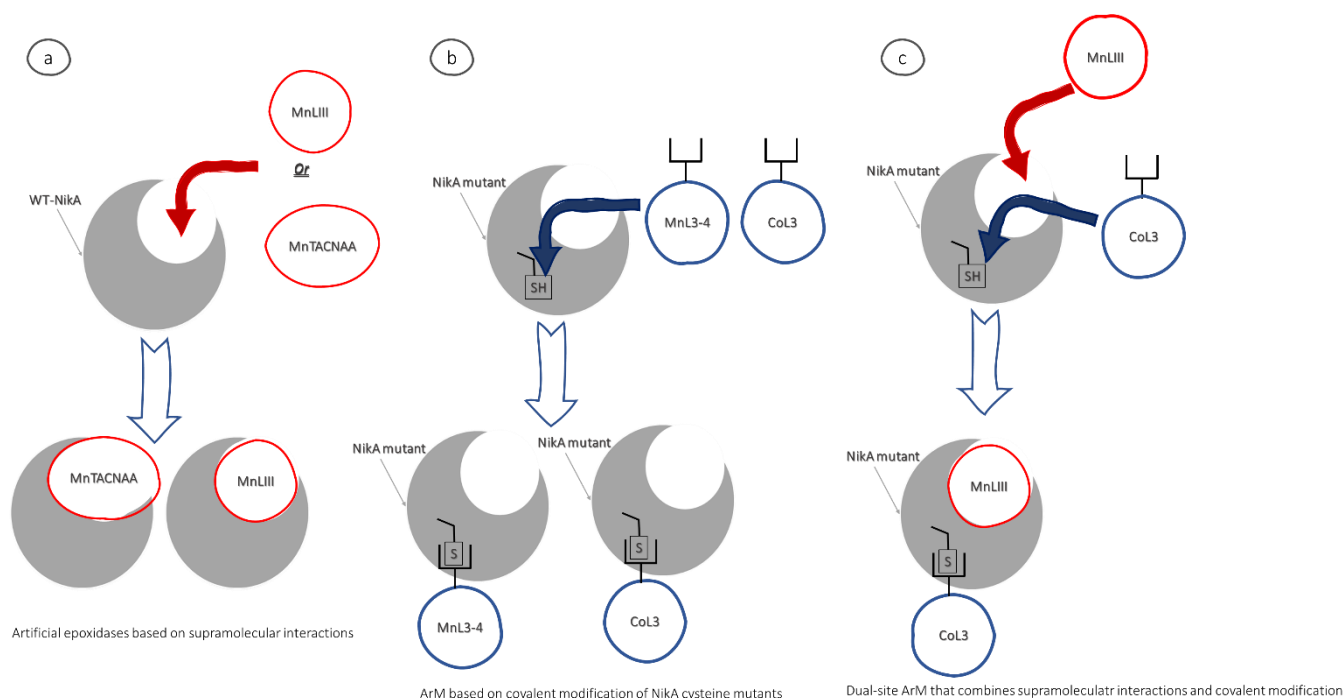 a
MnLIII
Or
MnTACNAA
WT-NikA
MnTACNAA
MnLIII
Artificial epoxidases based on supramolecular interactions
b
NikA mutant
MnL3-4
CoL3
SH
NikA mutant
NikA mutant
S
S
MnL3-4
CoL3
ArM based on covalent modification of NikA cysteine mutants
c
MnLIII
NikA mutant
CoL3
SH
NikA mutant
MnLIII
S
CoL3
Dual-site ArM that combines supramoleculatr interactions and covalent modification